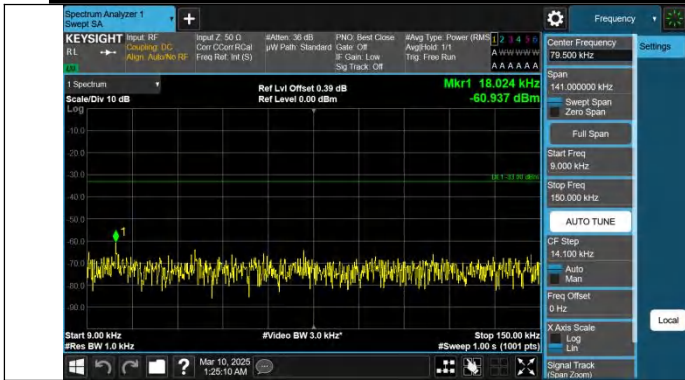 Spectrum Analyzer 1
Swept SA
+
Frequency
KEYSIGHT
RL
Input: RF
Coupling: DC
Align: Auto/No RF
Input Z: 50 Ω
Corr CCorr RCal
Freq Ref: Int (S)
#Atten: 36 dB
µW Path: Standard
PNO: Best Close
Gate: Off
IF Gain: Low
Sig Track: Off
#Avg Type: Power (RMS
Avg|Hold: 1/1
Trig: Free Run
1 2 3 4 5 6
A W W W W W
A A A A A A
1 Spectrum
Scale/Div 10 dB
Log
Ref Lvl Offset 0.39 dB
Ref Level 0.00 dBm
Mkr1 18.024 kHz
-60.937 dBm
-10.0
-20.0
-30.0
-40.0
-50.0
-60.0
-70.0
-80.0
-90.0
1
Start 9.00 kHz
#Res BW 1.0 kHz
#Video BW 3.0 kHz*
Stop 150.00 kHz
#Sweep 1.00 s (1001 pts)
Mar 10, 2025
1:25:10 AM
?
Center Frequency
79.500 kHz
Settings
Span
141.000000 kHz
Swept Span
Zero Span
Full Span
Start Freq
9.000 kHz
Stop Freq
150.000 kHz
AUTO TUNE
CF Step
14.100 kHz
Auto
Man
Freq Offset
0 Hz
X Axis Scale
Log
Lin
Local
Signal Track
(Span Zoom)